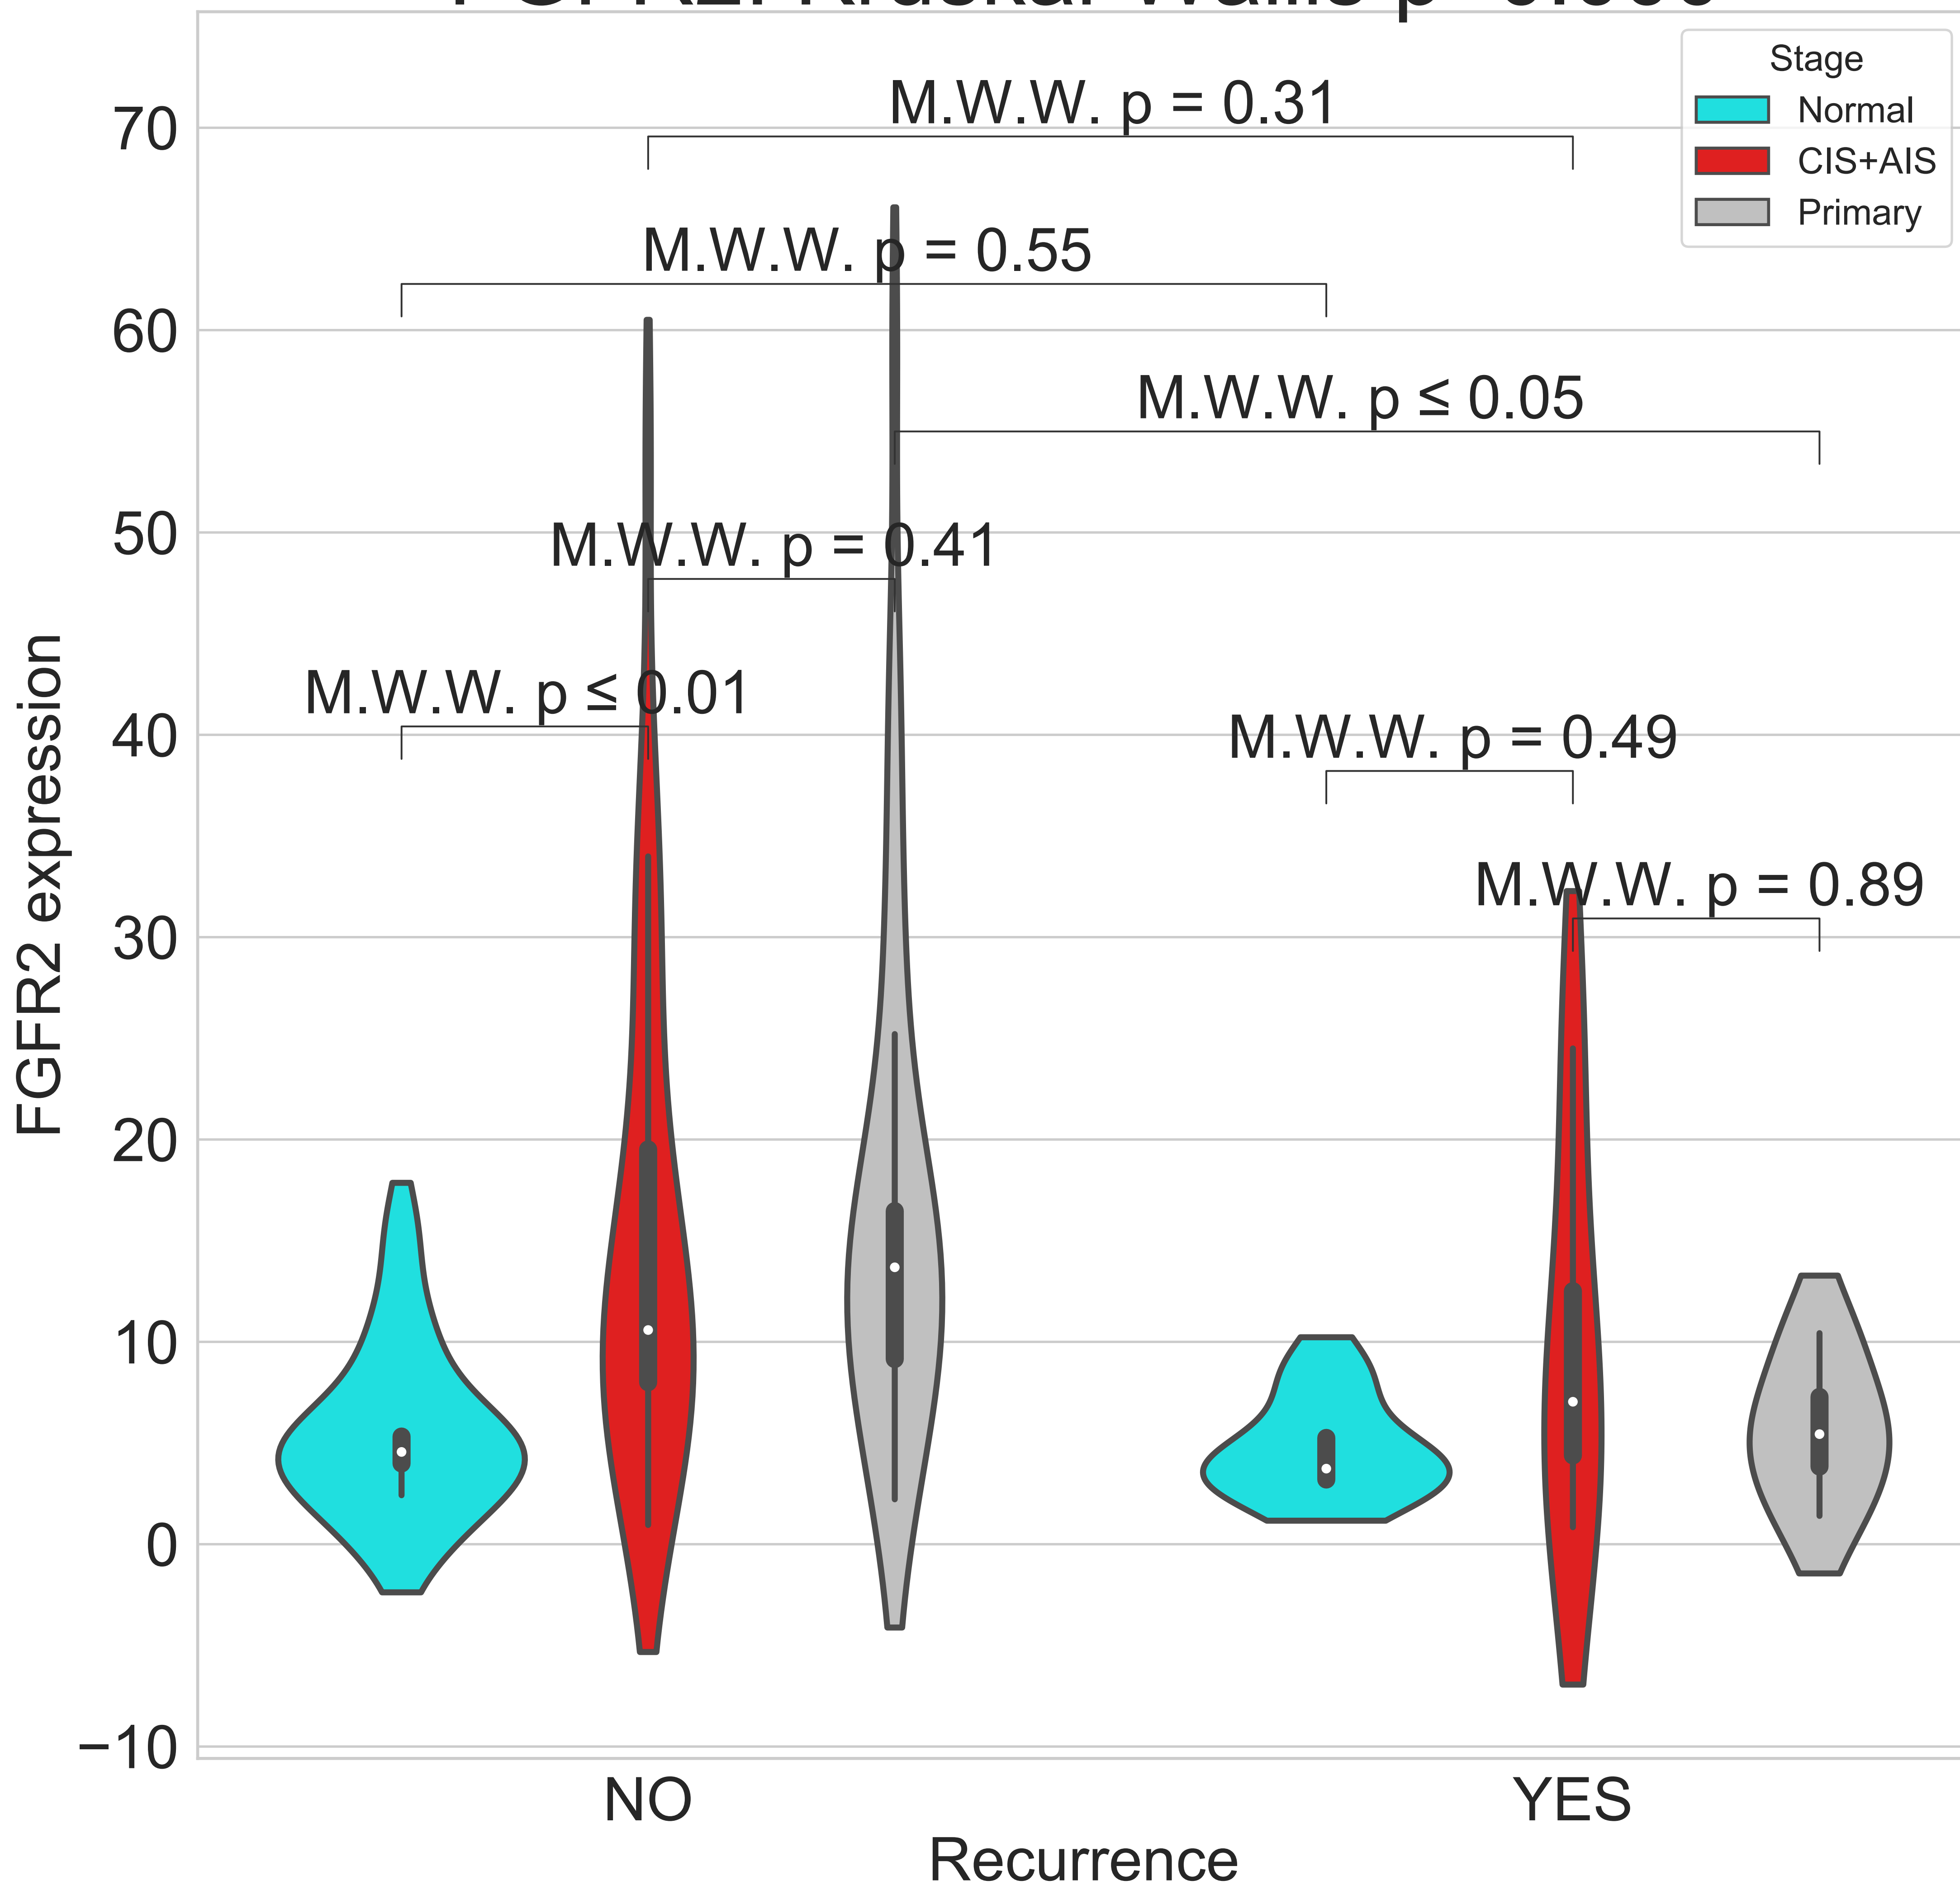 Stage
Normal
CIS+AIS
Primary
M.W.W. p = 0.31
M.W.W. p = 0.55
M.W.W. p ≤ 0.05
M.W.W. p = 0.41
M.W.W. p ≤ 0.01
M.W.W. p = 0.49
M.W.W. p = 0.89
70
60
50
40
30
20
10
0
−10
FGFR2 expression
NO
YES
Recurrence